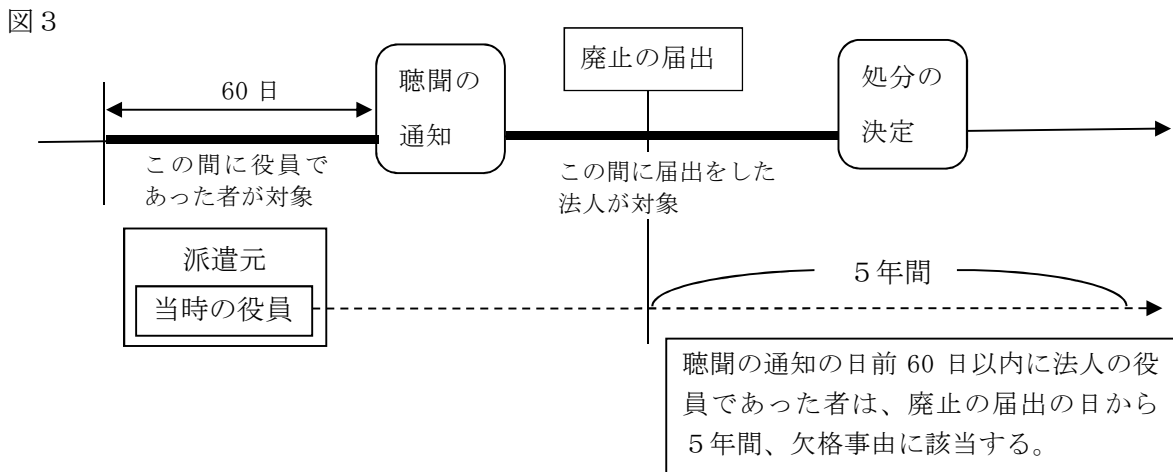 図３
廃止の届出
聴聞の
通知
処分の
決定
60 日
この間に役員で
あった者が対象
この間に届出をした
法人が対象
派遣元
当時の役員
５年間
聴聞の通知の日前 60 日以内に法人の役
員であった者は、廃止の届出の日から
５年間、欠格事由に該当する。